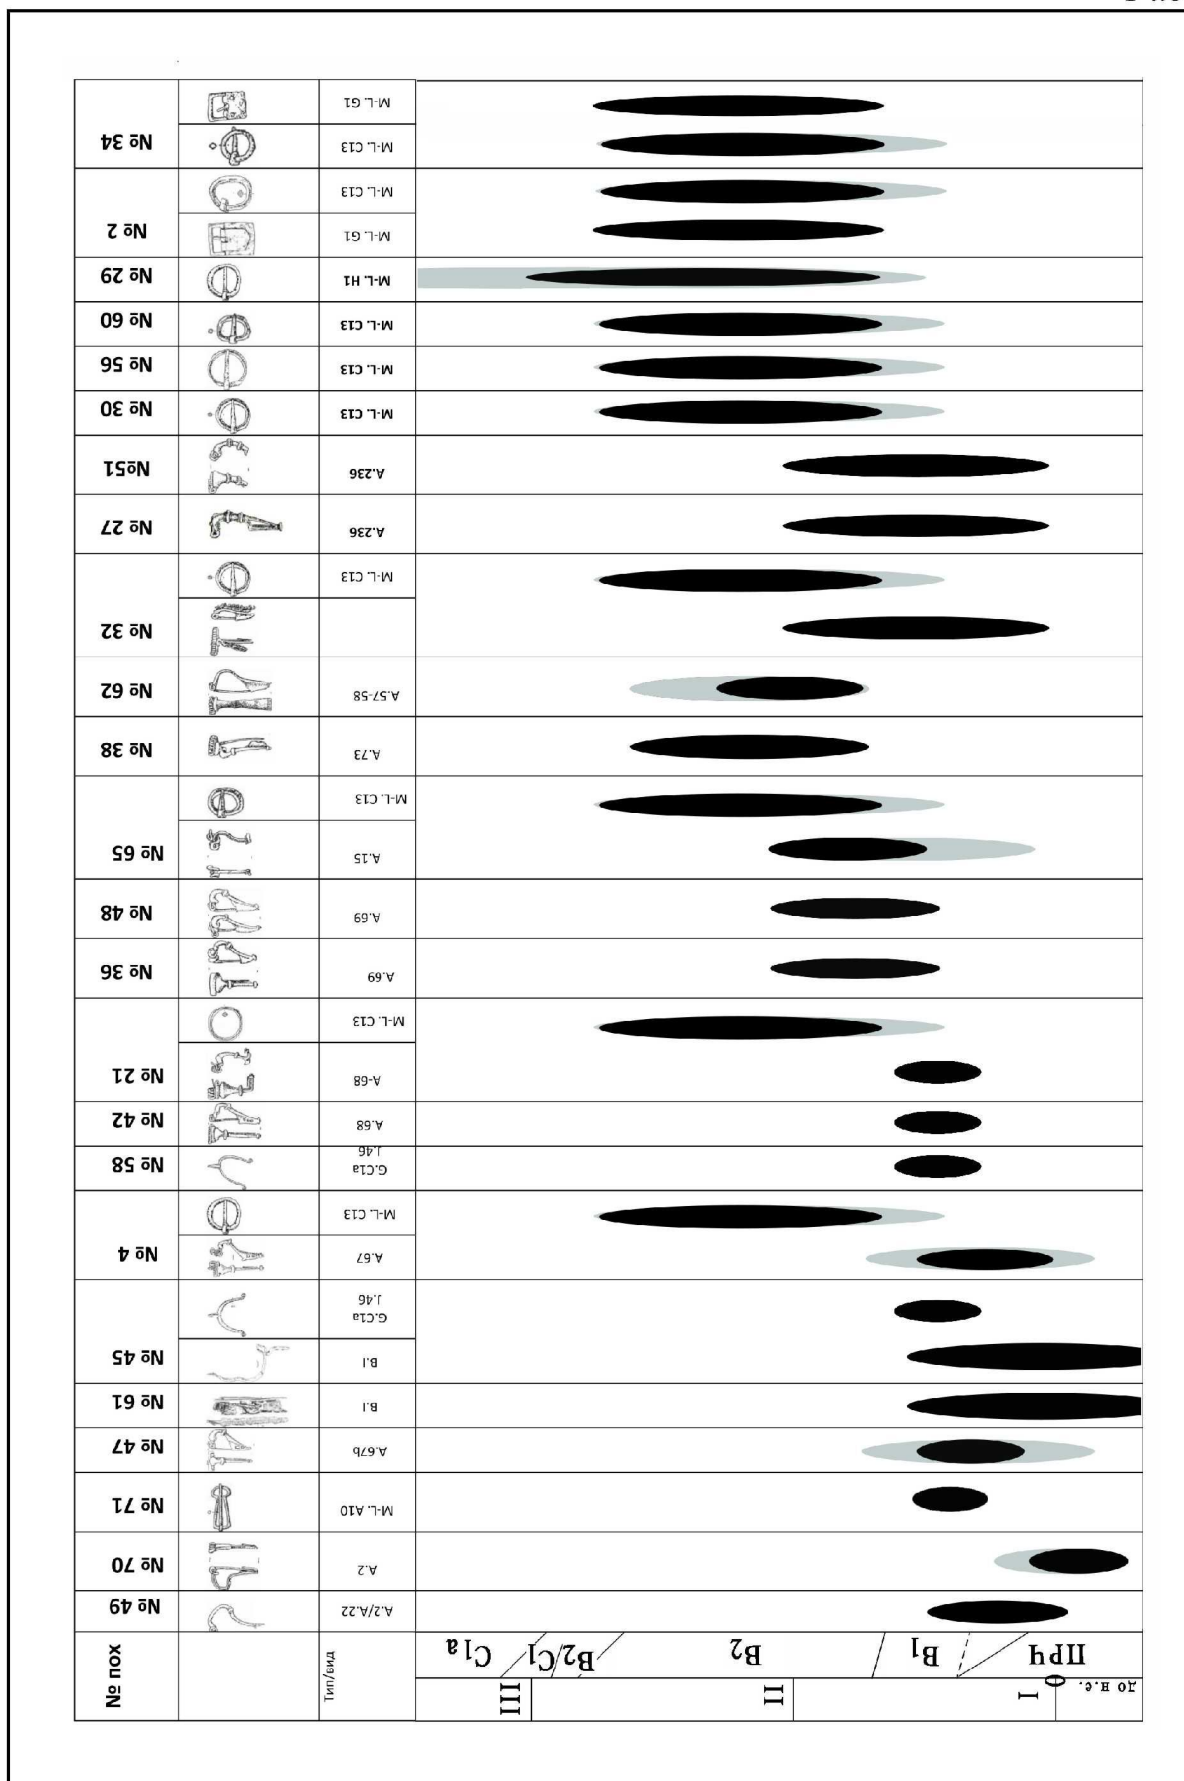 до н.е. 0 I II III
ПРЧ B1 B2 B2/C1 C1a Тип/вид № пох
A.2/A.22 № 49
A.2 № 70
M-L. A10 № 71
A.67b № 47
B.I № 61
B.I № 45
G.C1a
J.46
A.67 № 4
M-L. C13
G.C1a № 58
J.46
A.68 № 42
A-68 № 21
M-L. C13
A.69 № 36
A.69 № 48
A.15 № 65
M-L. C13
A.73 № 38
A.57-58 № 62
№ 32
M-L. C13
A.236 № 27
A.236 №51
M-L. C13 № 30
M-L. C13 № 56
M-L. C13 № 60
M-L. H1 № 29
M-L. G1 № 2
M-L. C13
M-L. C13 № 34
M-L. G1